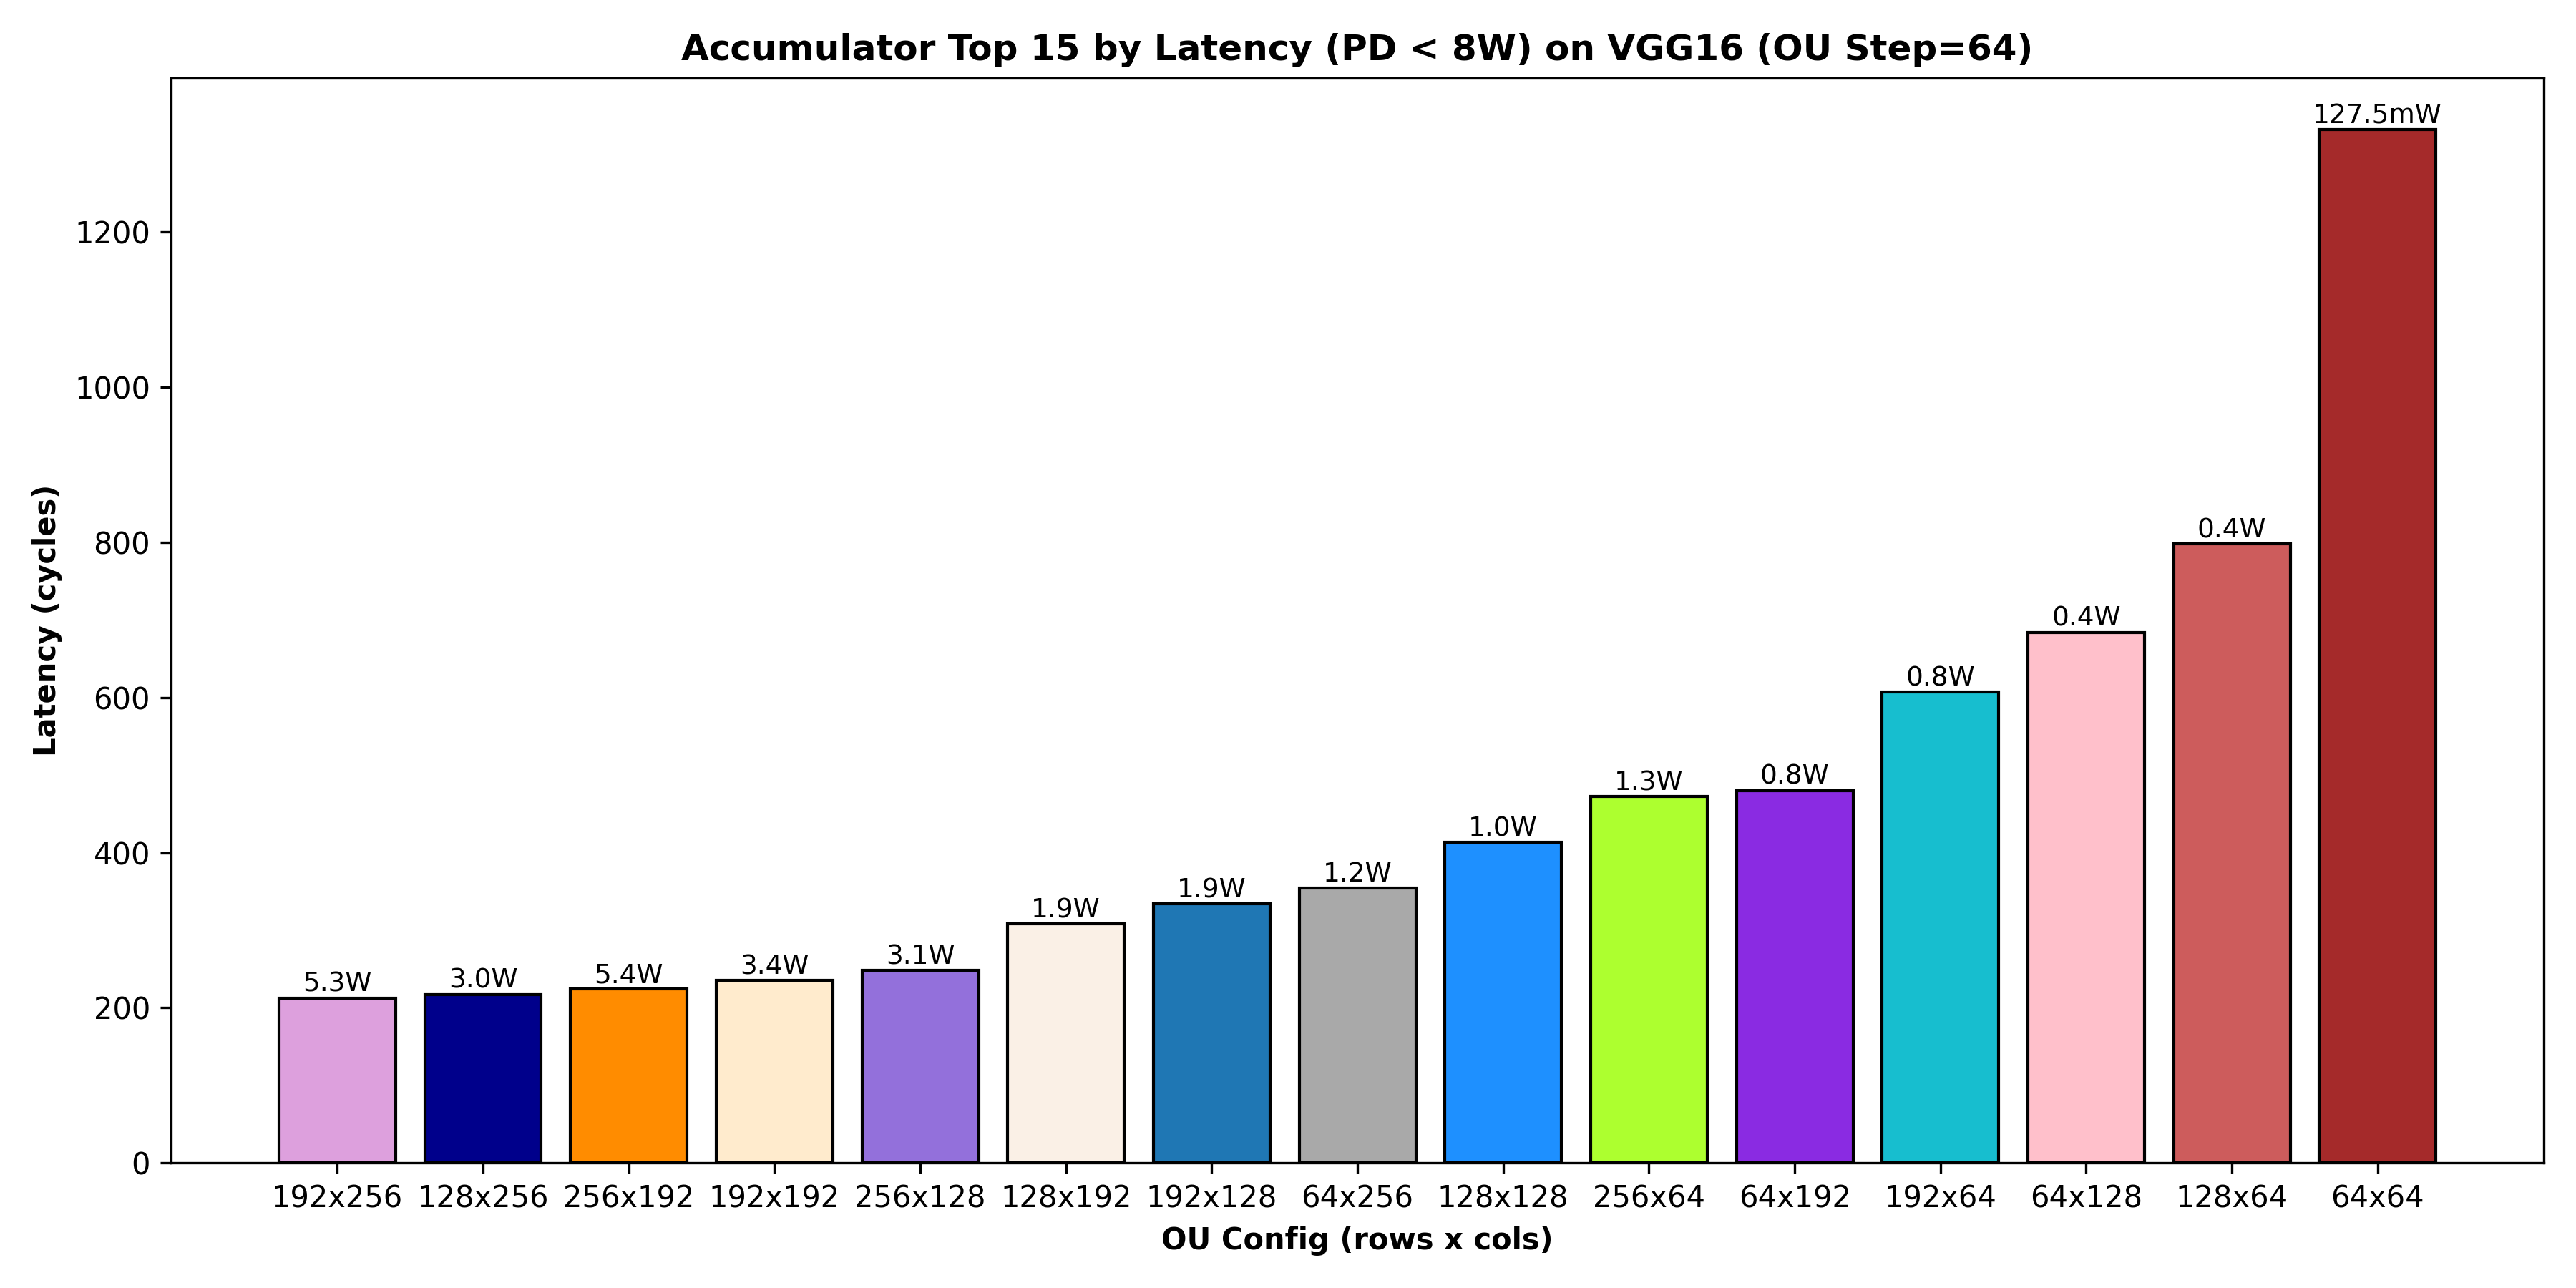 Accumulator Top 15 by Latency (PD < 8W) on VGG16 (OU Step=64)
127.5mW
1200
1000
800
600
400
200
0
Latency (cycles)
5.3W
3.0W
5.4W
3.4W
3.1W
1.9W
1.9W
1.2W
1.0W
1.3W
0.8W
0.8W
0.4W
0.4W
192x256 128x256 256x192 192x192 256x128 128x192 192x128 64x256 128x128 256x64 64x192 192x64 64x128 128x64 64x64
OU Config (rows x cols)